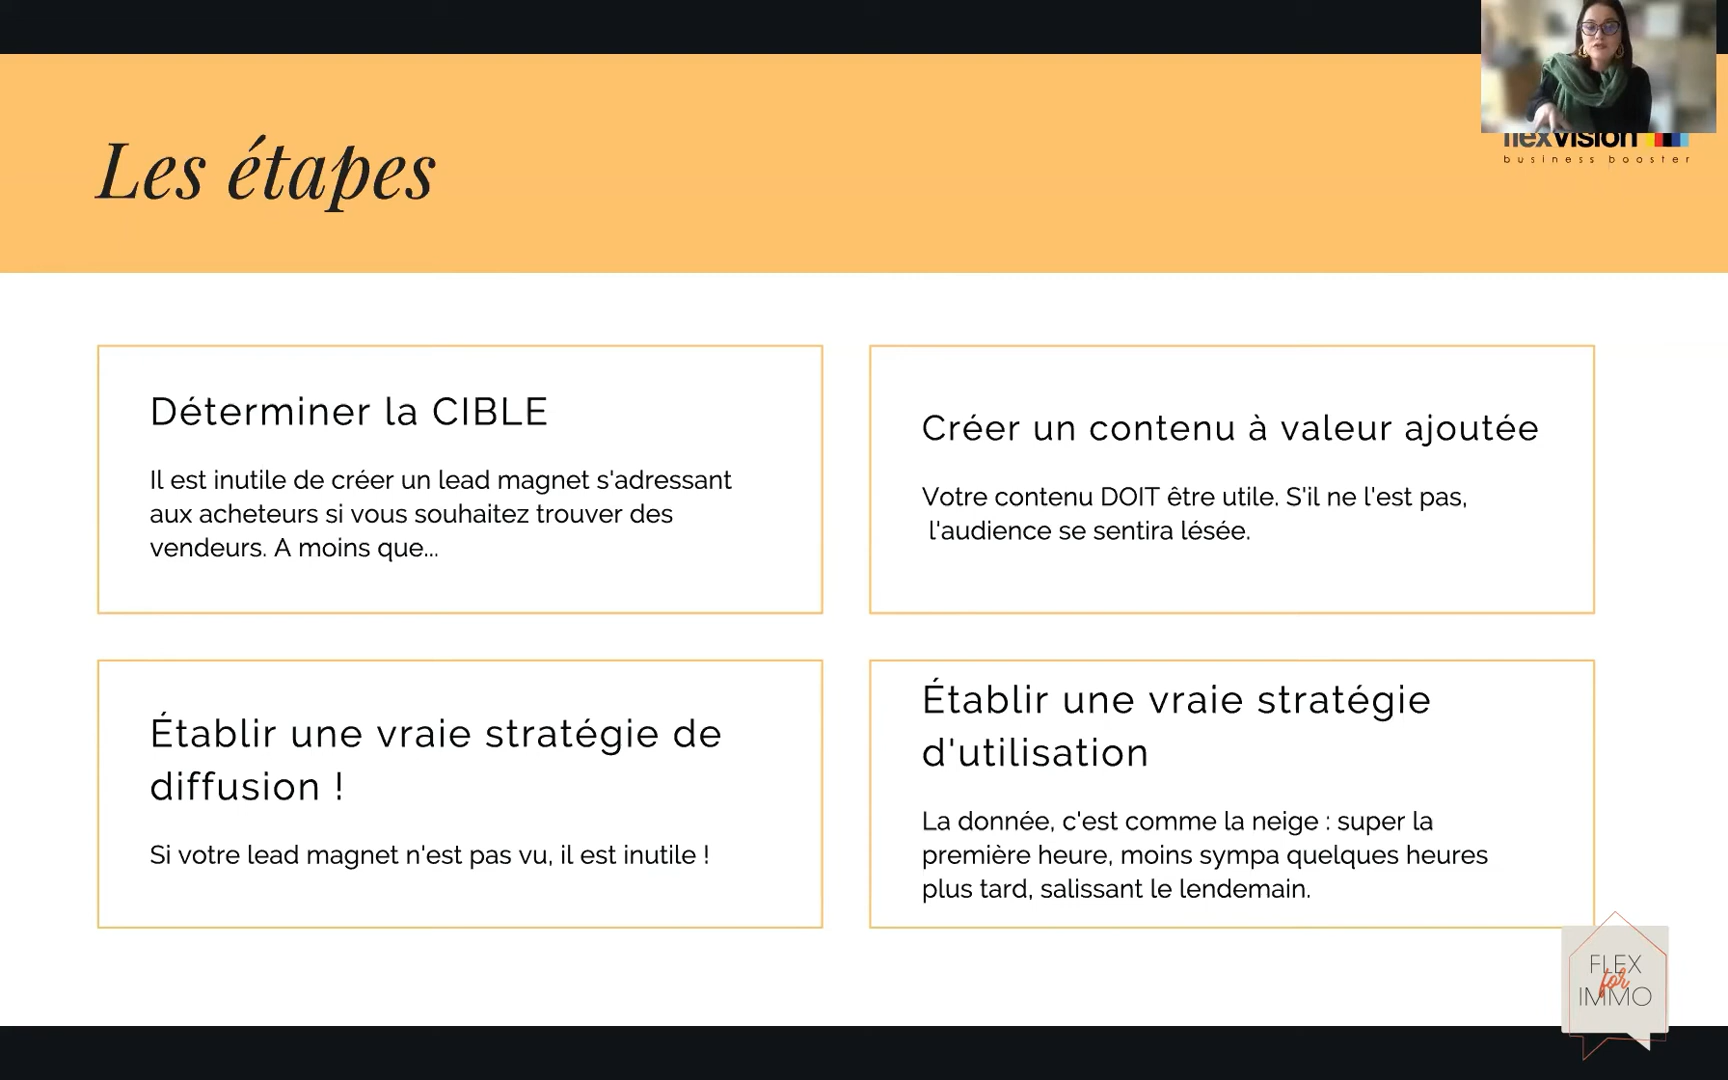 Les étapes
flexvision
business booster
Déterminer la CIBLE
Il est inutile de créer un lead magnet s'adressant
aux acheteurs si vous souhaitez trouver des
vendeurs. A moins que...
Créer un contenu à valeur ajoutée
Votre contenu DOIT être utile. S'il ne l'est pas,
l'audience se sentira lésée.
Établir une vraie stratégie de
diffusion !
Si votre lead magnet n'est pas vu, il est inutile !
Établir une vraie stratégie
d'utilisation
La donnée, c'est comme la neige : super la
première heure, moins sympa quelques heures
plus tard, salissant le lendemain.
FLEX
for
IMMO